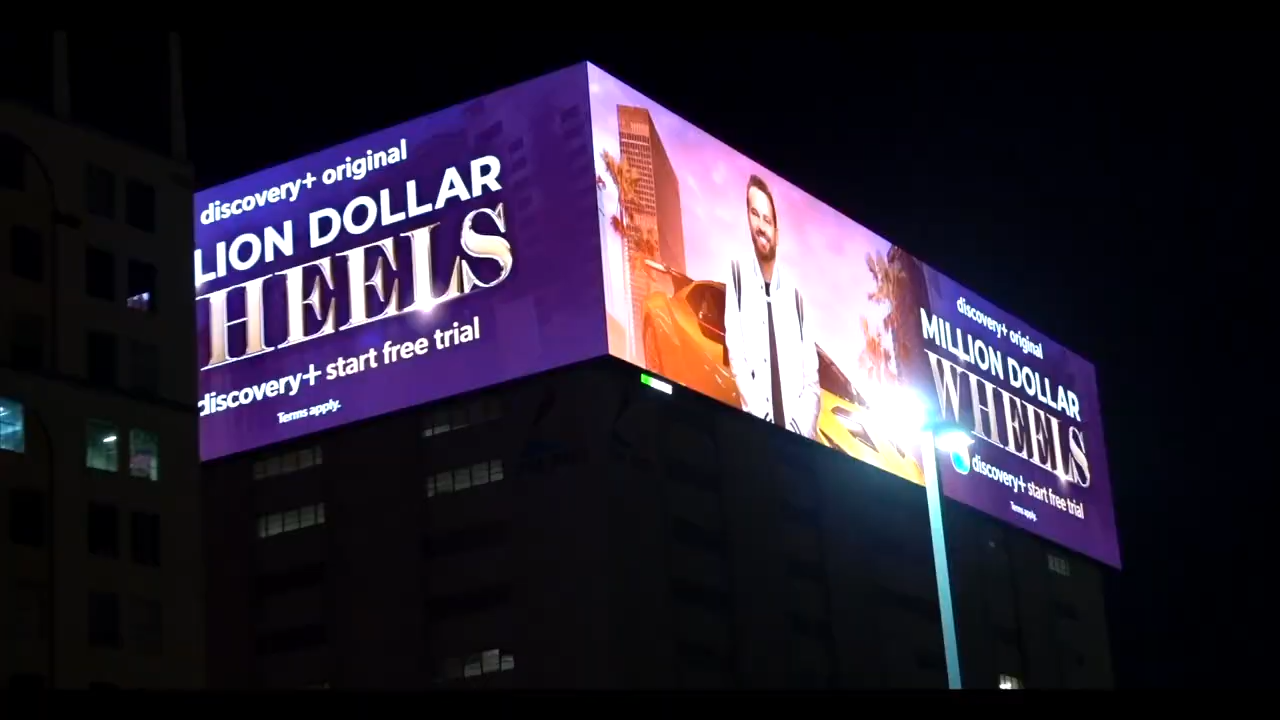 discovery+ original
LION DOLLAR
HEELS
discovery+ start free trial
Terms apply.
discovery+ original
MILLION DOLLAR
WHEELS
discovery+ start free trial
Terms apply.